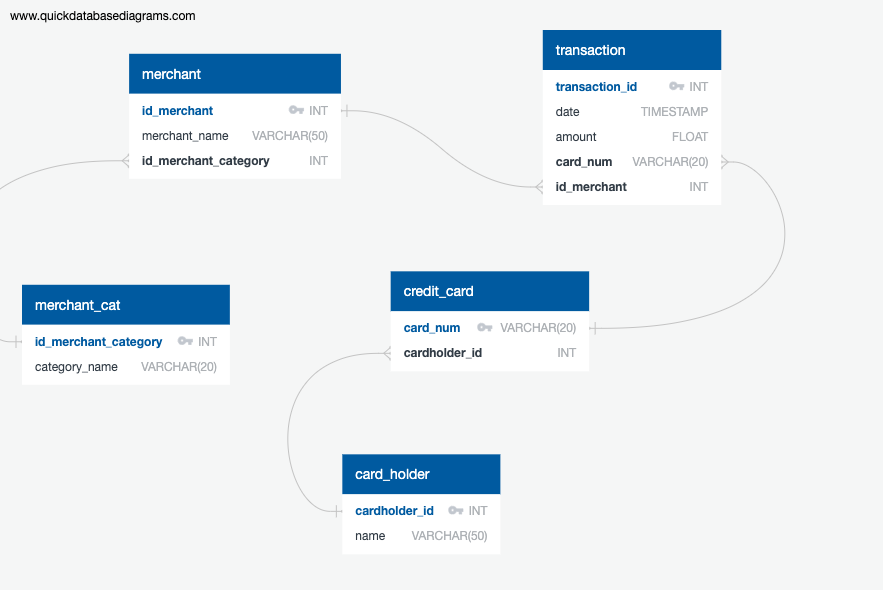 www.quickdatabasediagrams.com
merchant
id_merchant INT
merchant_name VARCHAR(50)
id_merchant_category INT
transaction
transaction_id INT
date TIMESTAMP
amount FLOAT
card_num VARCHAR(20)
id_merchant INT
merchant_cat
id_merchant_category INT
category_name VARCHAR(20)
credit_card
card_num VARCHAR(20)
cardholder_id INT
card_holder
cardholder_id INT
name VARCHAR(50)